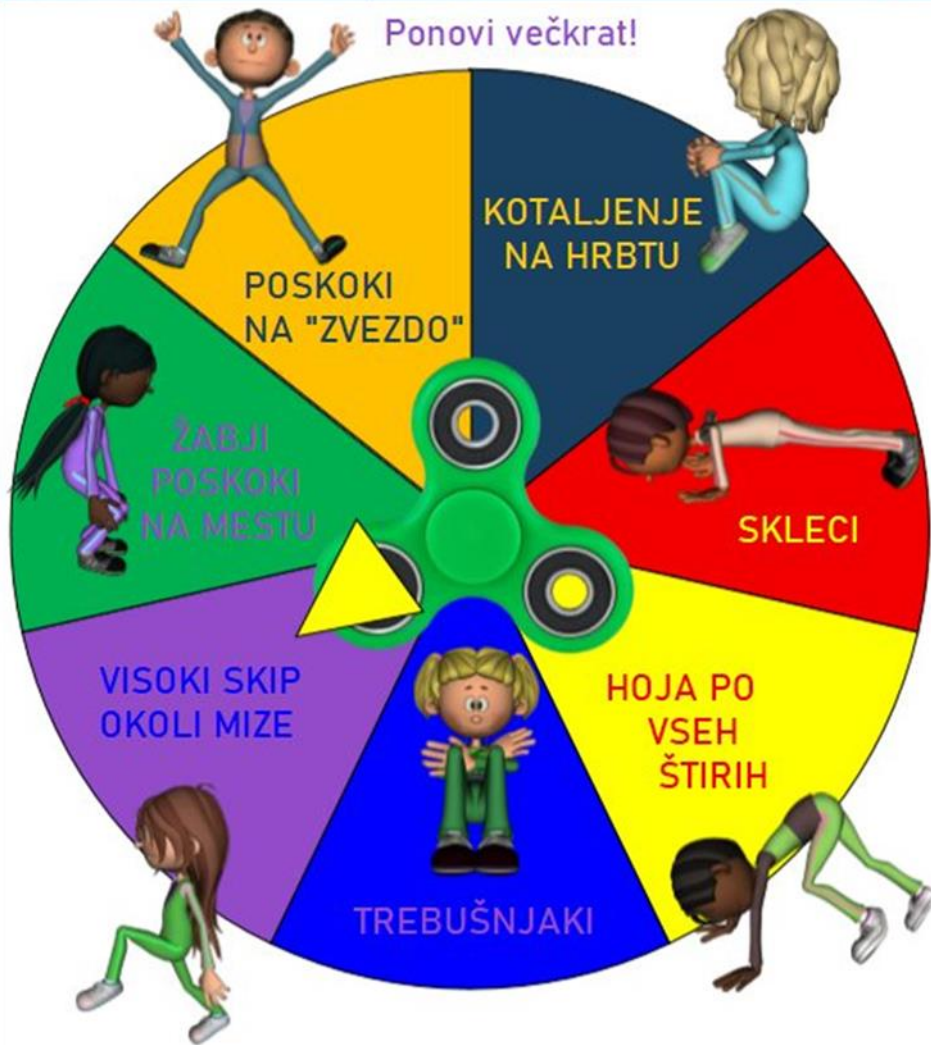 Ponovi večkrat!
KOTALJENJE
NA HRBTU
SKLECI
HOJA PO
VSEH
ŠTIRIH
TREBUŠNJAKI
VISOKI SKIP
OKOLI MIZE
ŽABJI
POSKOKI
NA MESTU
POSKOKI
NA "ZVEZDO"